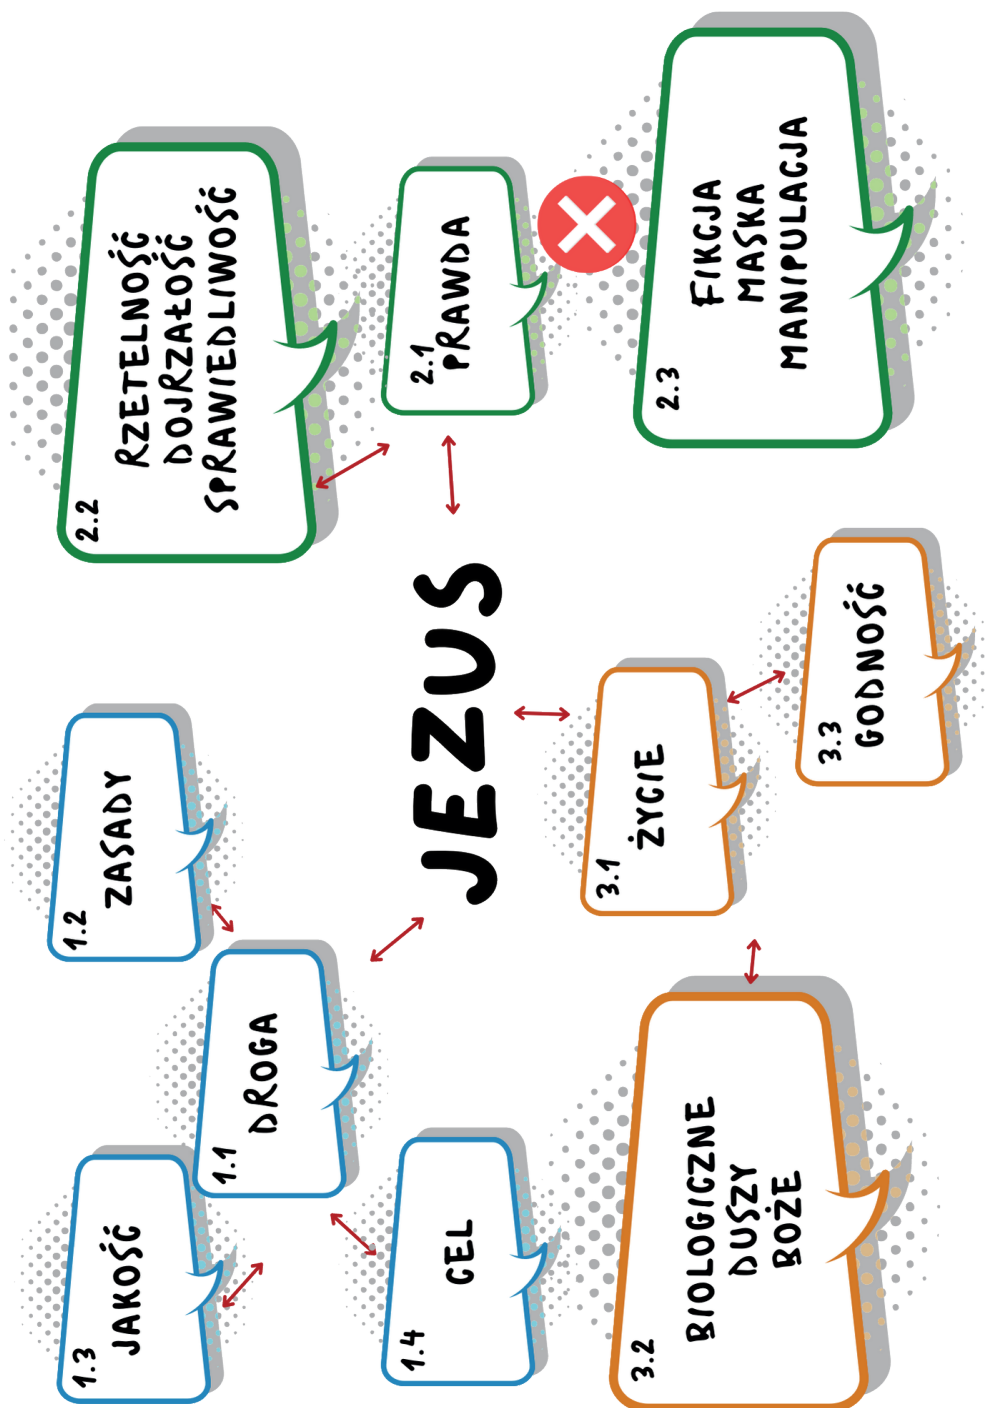 1.3
JAKOŚĆ
1.2
ZASADY
2.2
RZETELNOŚĆ
DOJRZAŁOŚĆ
SPRAWIEDLIWOŚĆ
1.1
DROGA
1.4
CEL
JEZUS
2.1
PRAWDA
3.1
ŻYCIE
3.2
BIOLOGICZNE
DUSZY
BOŻE
3.3
GODNOŚĆ
2.3
FIKCJA
MASKA
MANIPULACJA